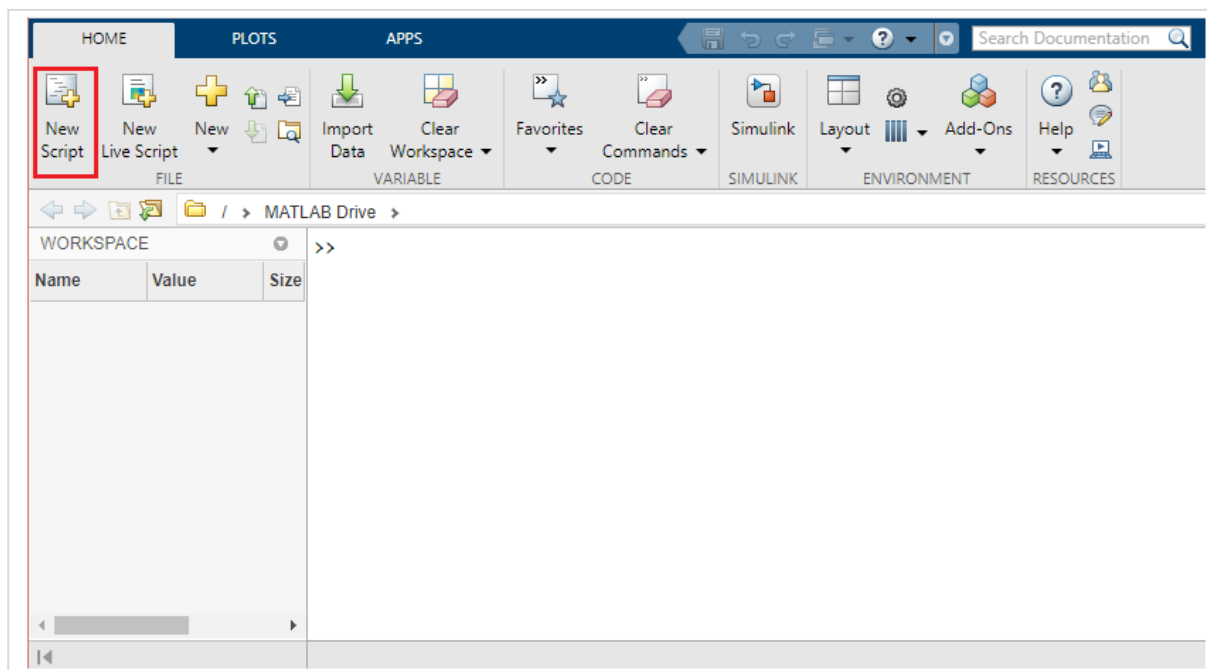 HOME PLOTS APPS Search Documentation
New Script
New Live Script
New
Import Data
Clear Workspace
Favorites
Clear Commands
Simulink
Layout
Add-Ons
Help
FILE VARIABLE CODE SIMULINK ENVIRONMENT RESOURCES
/ > MATLAB Drive >
WORKSPACE
Name Value Size
>>